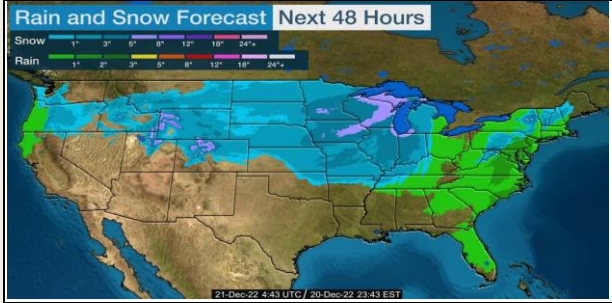 Rain and Snow Forecast Next 48 Hours
Snow 1" 3" 5" 8" 12" 18" 24"+
Rain 1" 2" 3" 5" 8" 12" 18" 24"+
21-Dec-22 4:43 UTC / 20-Dec-22 23:43 EST